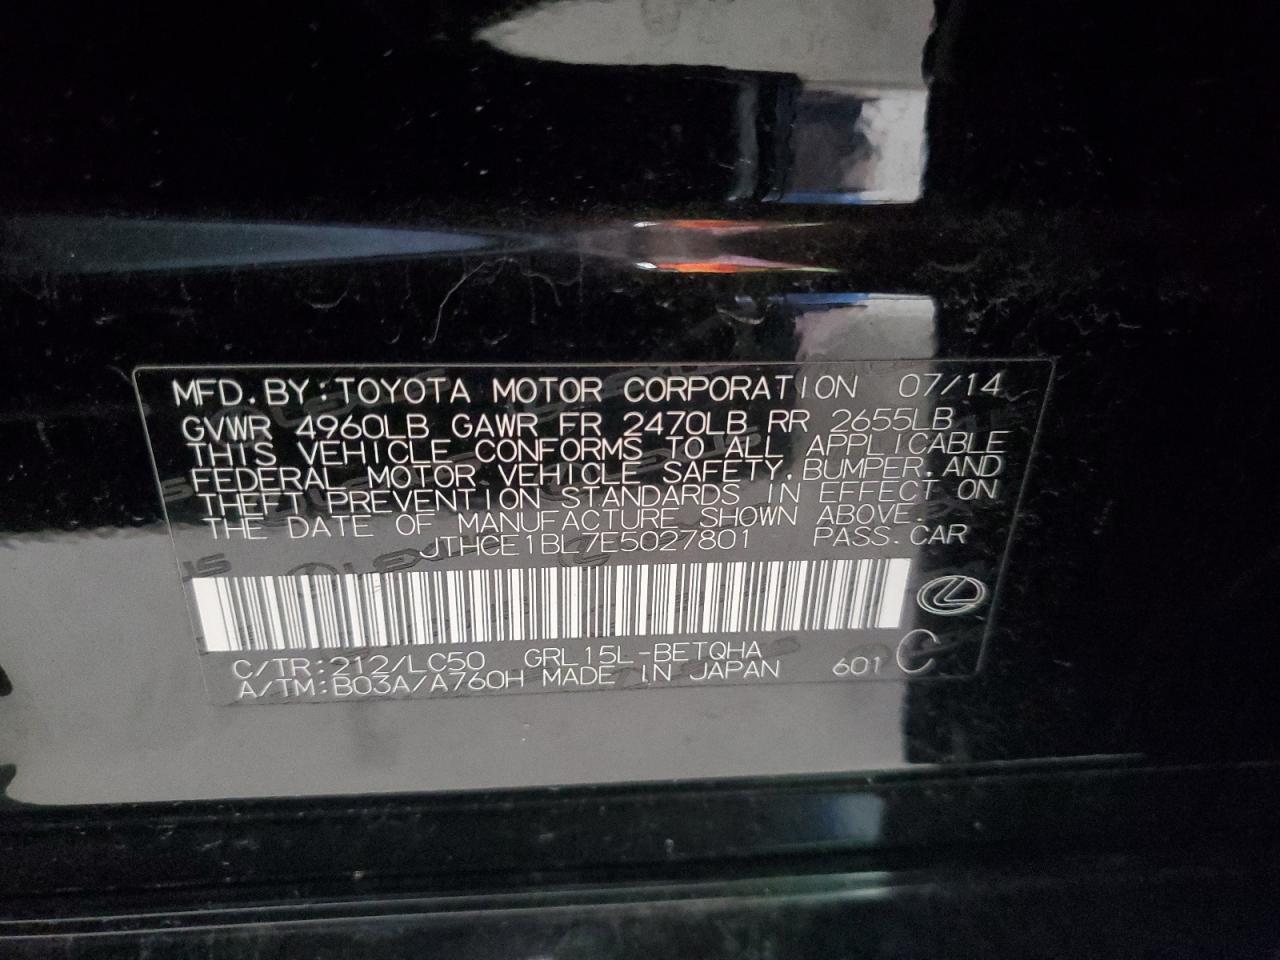 MFD.BY:TOYOTA MOTOR CORPORATION 07/14
GVWR 4960LB GAWR FR 2470LB RR 2655LB
THIS VEHICLE CONFORMS TO ALL APPLICABLE
FEDERAL MOTOR VEHICLE SAFETY,BUMPER,AND
THEFT PREVENTION STANDARDS IN EFFECT ON
THE DATE OF MANUFACTURE SHOWN ABOVE.
JTHCE1BL7E5027801 PASS.CAR
C/TR:212/LC50 GRL15L-BETQHA
A/TM:B03A/A760H MADE IN JAPAN 601 C